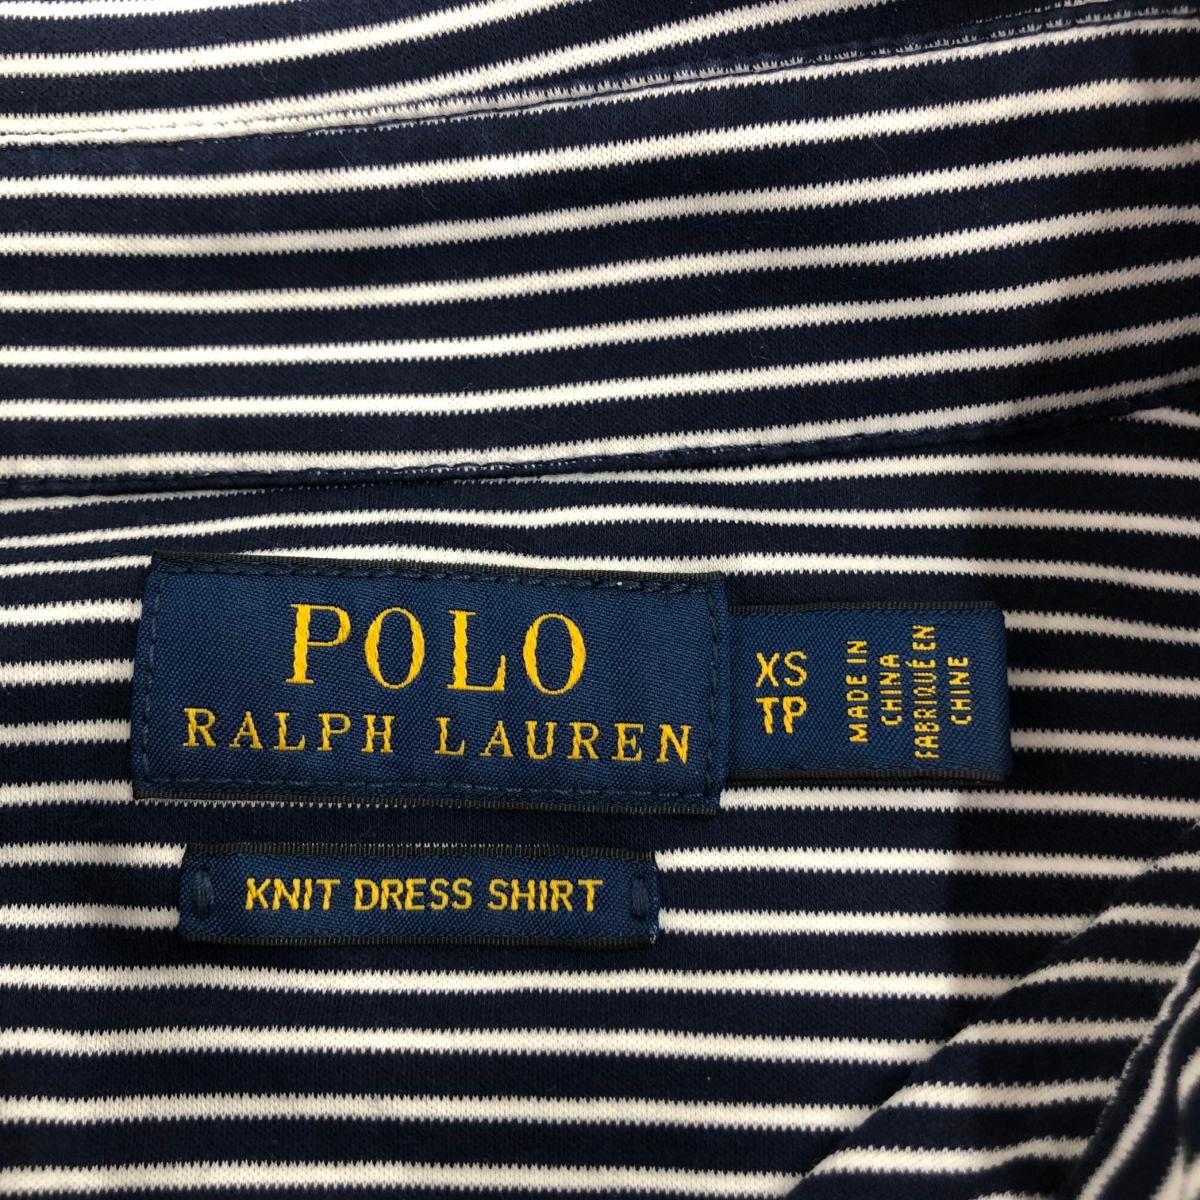 POLO
RALPH LAUREN
XS
TP
MADE IN
CHINA
FABRIQUÉ EN
CHINE
KNIT DRESS SHIRT